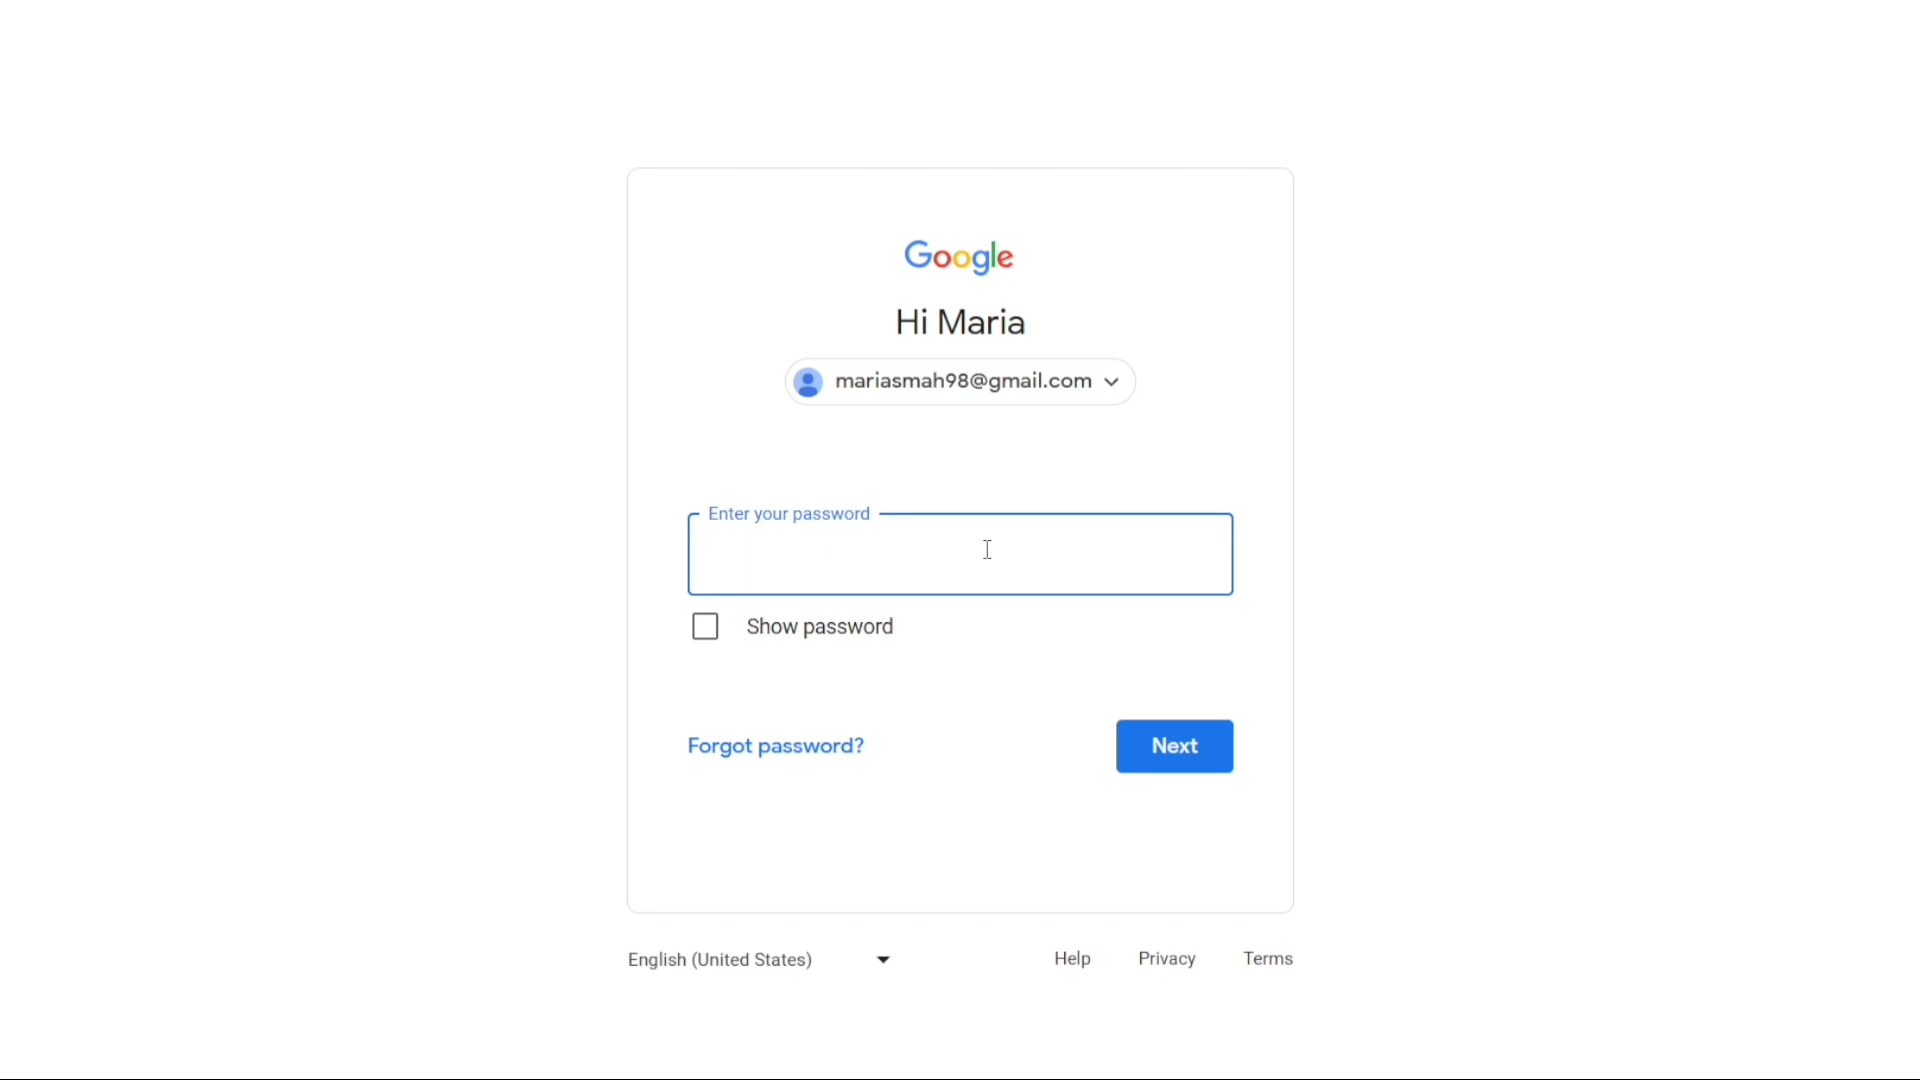 Google
Hi Maria
mariasmah98@gmail.com
Enter your password
Show password
Forgot password?
Next
English (United States)
Help
Privacy
Terms